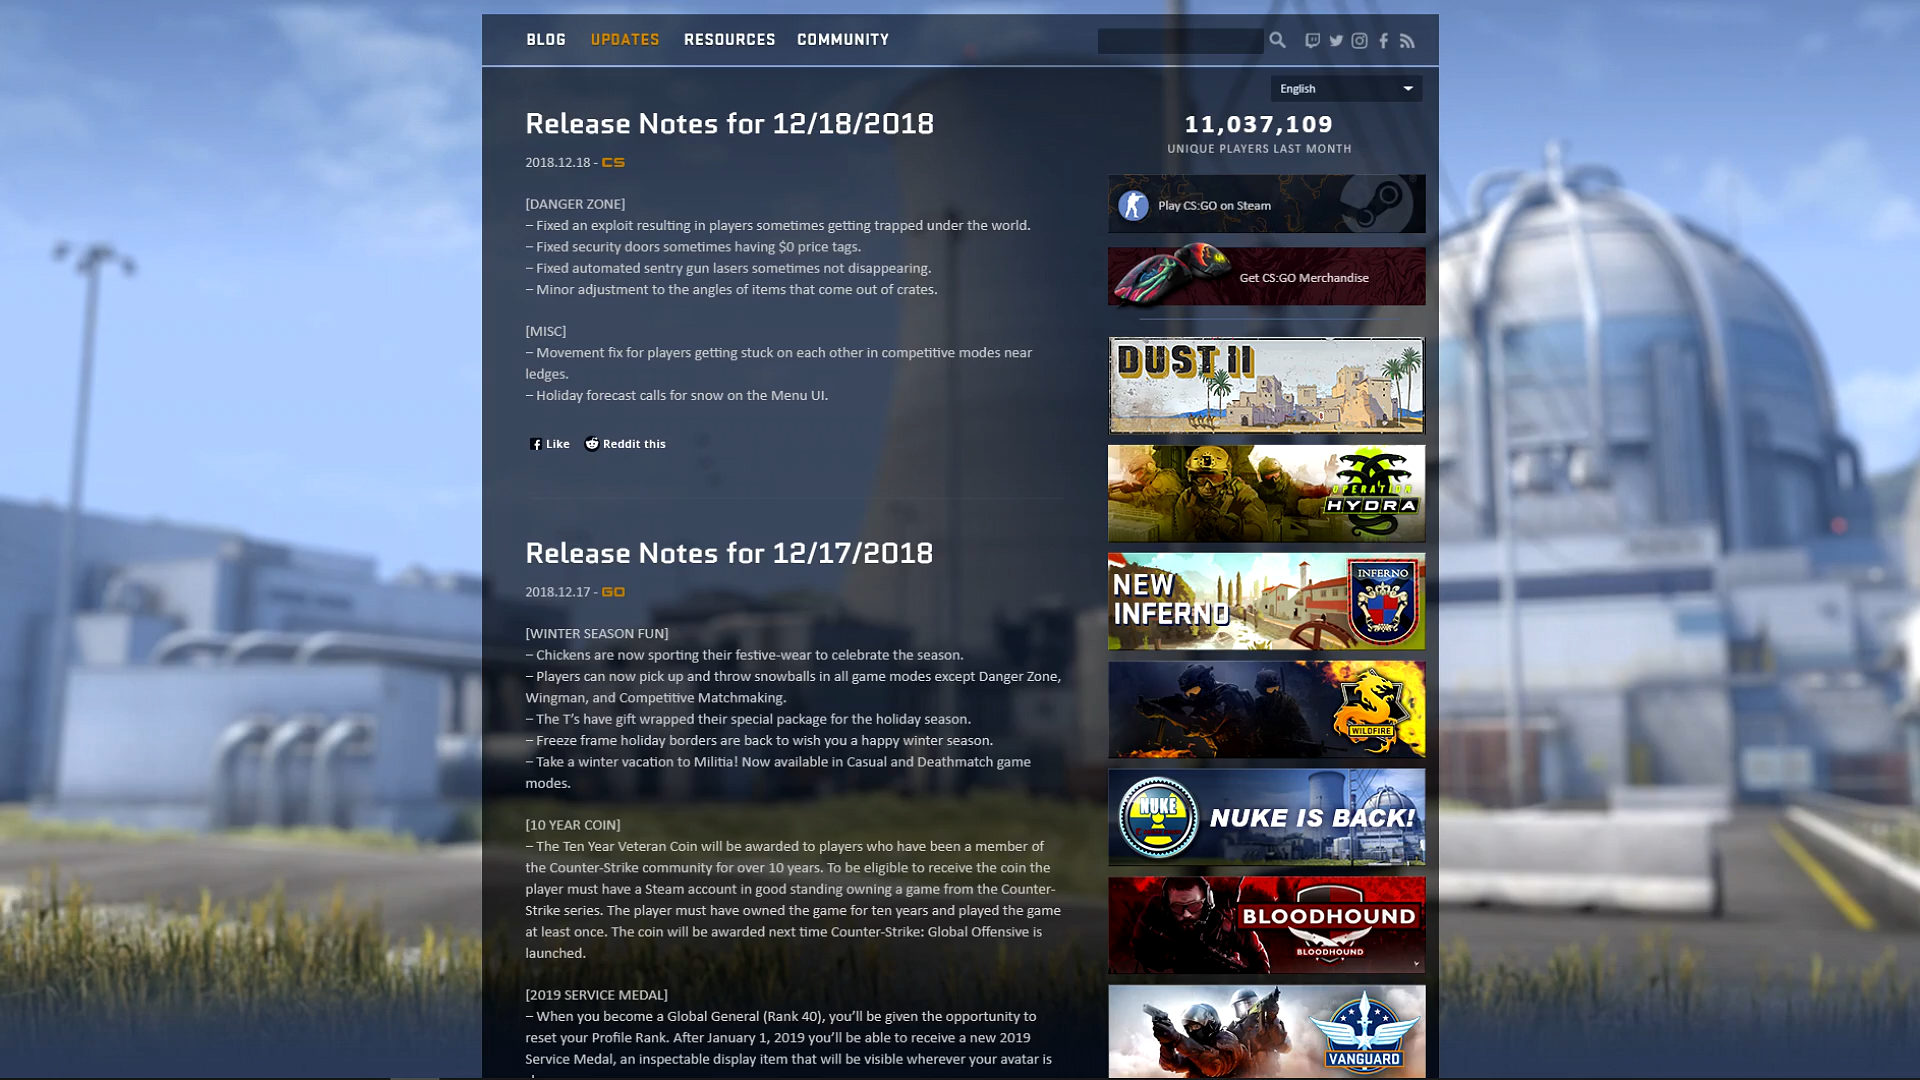 BLOG UPDATES RESOURCES COMMUNITY
English
Release Notes for 12/18/2018
2018.12.18 - CS
[DANGER ZONE]
– Fixed an exploit resulting in players sometimes getting trapped under the world.
– Fixed security doors sometimes having $0 price tags.
– Fixed automated sentry gun lasers sometimes not disappearing.
– Minor adjustment to the angles of items that come out of crates.
[MISC]
– Movement fix for players getting stuck on each other in competitive modes near
ledges.
– Holiday forecast calls for snow on the Menu UI.
Like Reddit this
Release Notes for 12/17/2018
2018.12.17 - GO
[WINTER SEASON FUN]
– Chickens are now sporting their festive-wear to celebrate the season.
– Players can now pick up and throw snowballs in all game modes except Danger Zone,
Wingman, and Competitive Matchmaking.
– The T’s have gift wrapped their special package for the holiday season.
– Freeze frame holiday borders are back to wish you a happy winter season.
– Take a winter vacation to Militia! Now available in Casual and Deathmatch game
modes.
[10 YEAR COIN]
– The Ten Year Veteran Coin will be awarded to players who have been a member of
the Counter-Strike community for over 10 years. To be eligible to receive the coin the
player must have a Steam account in good standing owning a game from the Counter-
Strike series. The player must have owned the game for ten years and played the game
at least once. The coin will be awarded next time Counter-Strike: Global Offensive is
launched.
[2019 SERVICE MEDAL]
– When you become a Global General (Rank 40), you’ll be given the opportunity to
reset your Profile Rank. After January 1, 2019 you’ll be able to receive a new 2019
Service Medal, an inspectable display item that will be visible wherever your avatar is
11,037,109
UNIQUE PLAYERS LAST MONTH
Play CS:GO on Steam
Get CS:GO Merchandise
DUST II
OPERATION
HYDRA
NEW
INFERNO
INFERNO
WILDFIRE
NUKE
NUKE IS BACK!
BLOODHOUND
BLOODHOUND
VANGUARD